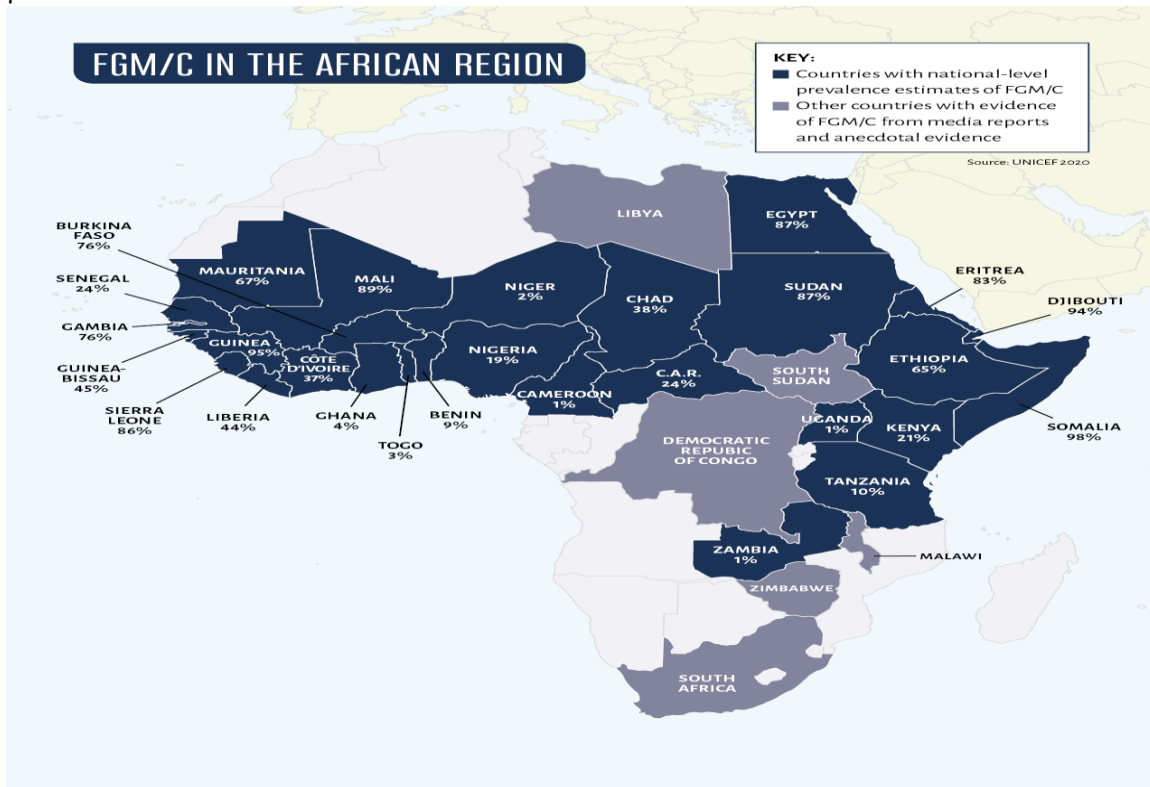 FGM/C IN THE AFRICAN REGION
KEY:
Countries with national-level
prevalence estimates of FGM/C
Other countries with evidence
of FGM/C from media reports
and anecdotal evidence
Source: UNICEF 2020
LIBYA
EGYPT
87%
BURKINA
FASO
76%
MAURITANIA
67%
MALI
89%
NIGER
2%
CHAD
38%
SUDAN
87%
ERITREA
83%
SENEGAL
24%
DJIBOUTI
94%
GAMBIA
76%
GUINEA
95%
CÔTE
D'IVOIRE
37%
NIGERIA
19%
ETHIOPIA
65%
GUINEA-
BISSAU
45%
C.A.R.
24%
SOUTH
SUDAN
CAMEROON
1%
SIERRA
LEONE
86%
LIBERIA
44%
GHANA
4%
BENIN
9%
TOGO
3%
UGANDA
1%
KENYA
21%
SOMALIA
98%
DEMOCRATIC
REPUBLIC
OF CONGO
TANZANIA
10%
ZAMBIA
1%
MALAWI
ZIMBABWE
SOUTH
AFRICA